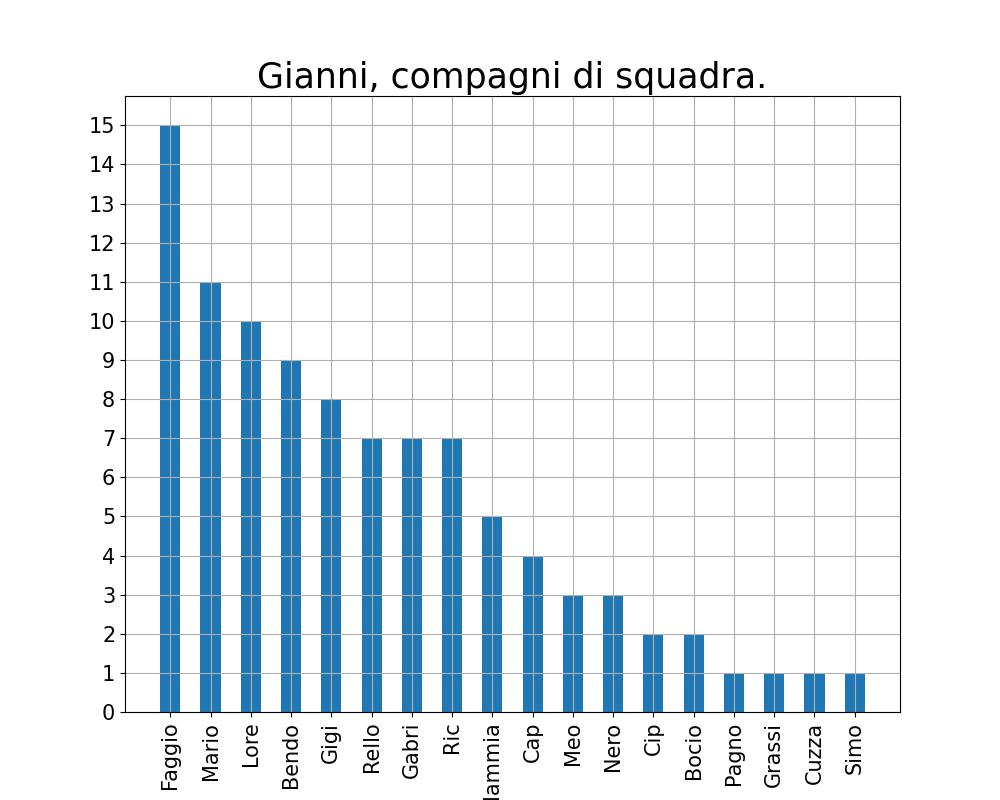 Gianni, compagni di squadra.
15
14
13
12
11
10
9
8
7
6
5
4
3
2
1
0
Faggio
Mario
Lore
Bendo
Gigi
Rello
Gabri
Ric
Cap
Meo
Nero
Cip
Bocio
Pagno
Grassi
Cuzza
Simo